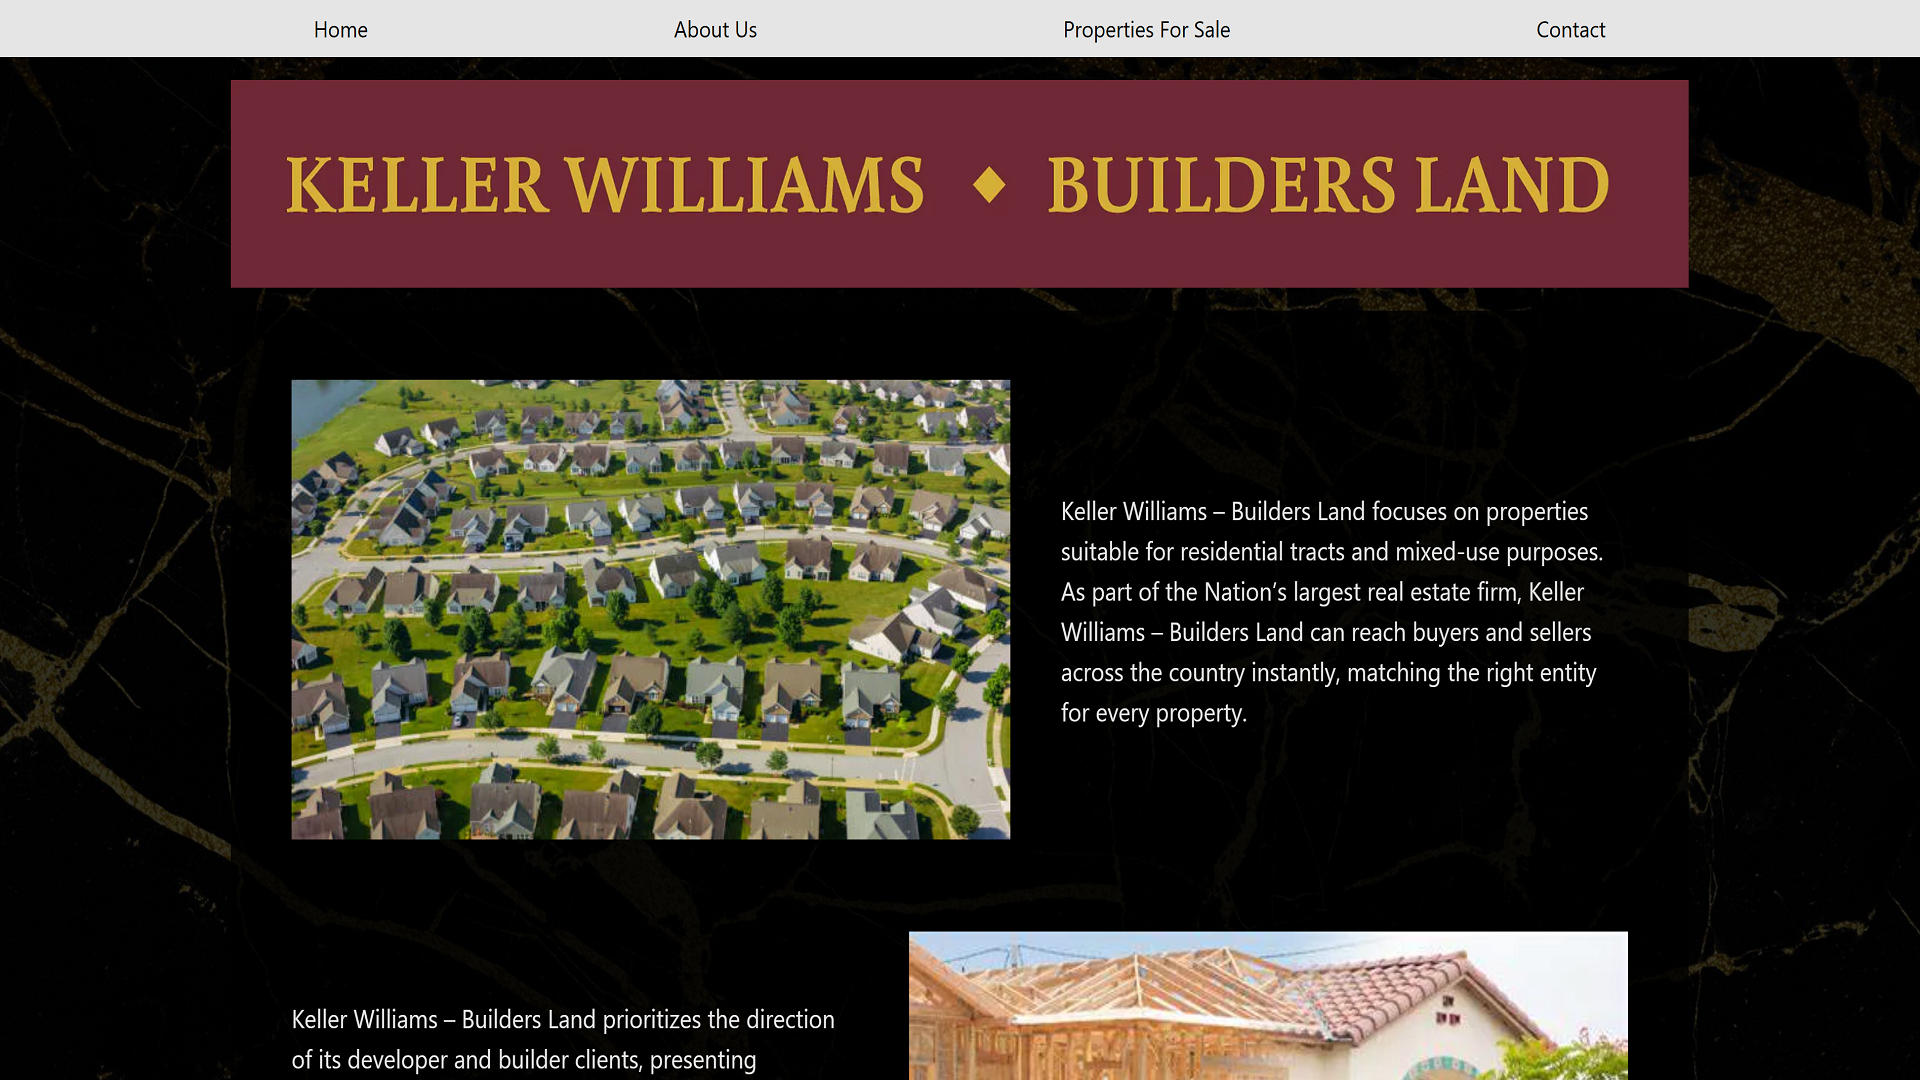 Home
About Us
Properties For Sale
Contact
KELLER WILLIAMS ◆ BUILDERS LAND
Keller Williams – Builders Land focuses on properties
suitable for residential tracts and mixed-use purposes.
As part of the Nation’s largest real estate firm, Keller
Williams – Builders Land can reach buyers and sellers
across the country instantly, matching the right entity
for every property.
Keller Williams – Builders Land prioritizes the direction
of its developer and builder clients, presenting